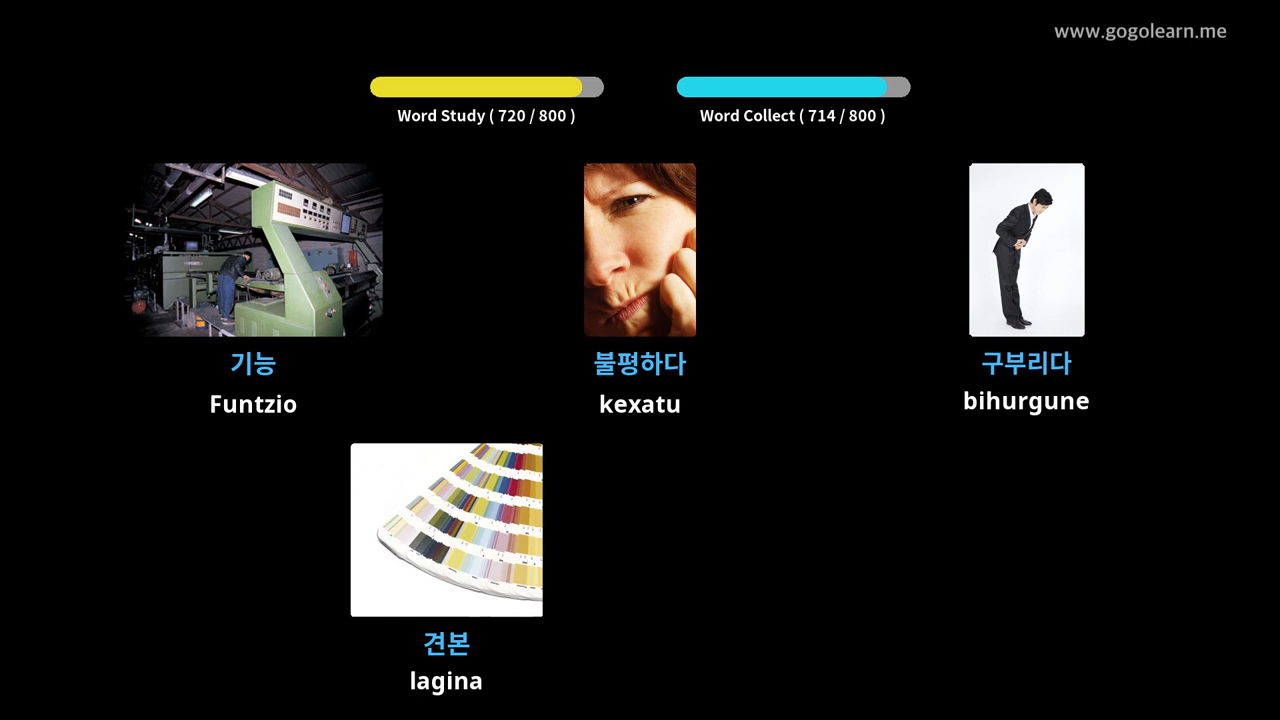 www.gogolearn.me
Word Study ( 720 / 800 )
Word Collect ( 714 / 800 )
기능
불평하다
구부리다
Funtzio
kexatu
bihurgune
견본
lagina